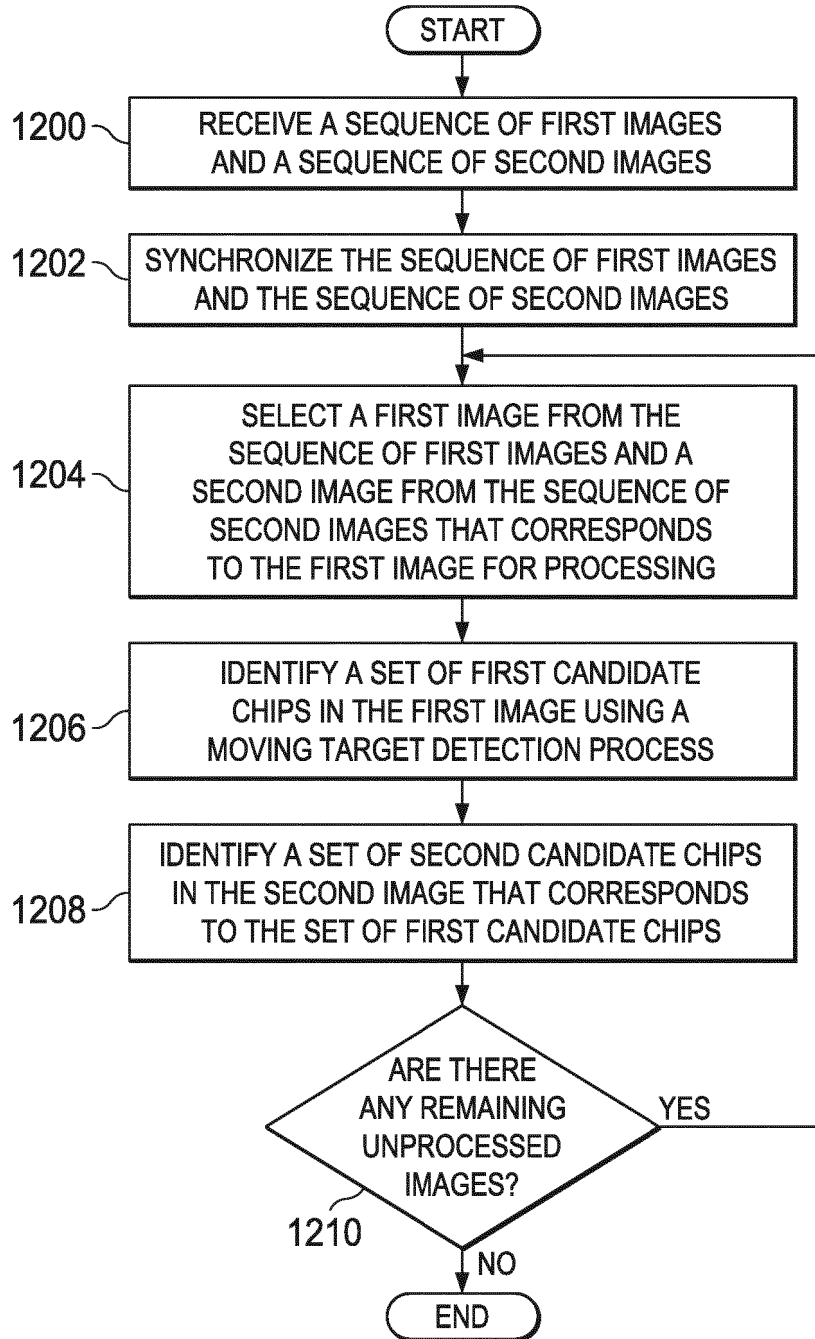 START
1200
RECEIVE A SEQUENCE OF FIRST IMAGES
AND A SEQUENCE OF SECOND IMAGES
1202
SYNCHRONIZE THE SEQUENCE OF FIRST IMAGES
AND THE SEQUENCE OF SECOND IMAGES
1204
SELECT A FIRST IMAGE FROM THE
SEQUENCE OF FIRST IMAGES AND A
SECOND IMAGE FROM THE SEQUENCE OF
SECOND IMAGES THAT CORRESPONDS
TO THE FIRST IMAGE FOR PROCESSING
1206
IDENTIFY A SET OF FIRST CANDIDATE
CHIPS IN THE FIRST IMAGE USING A
MOVING TARGET DETECTION PROCESS
1208
IDENTIFY A SET OF SECOND CANDIDATE CHIPS
IN THE SECOND IMAGE THAT CORRESPONDS
TO THE SET OF FIRST CANDIDATE CHIPS
ARE THERE
ANY REMAINING
UNPROCESSED
IMAGES?
YES
1210
NO
END